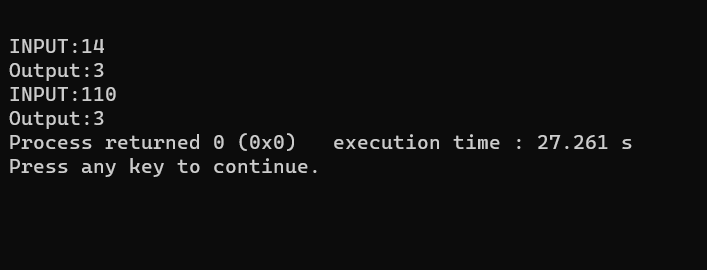 INPUT:14
Output:3
INPUT:110
Output:3
Process returned 0 (0x0)   execution time : 27.261 s
Press any key to continue.